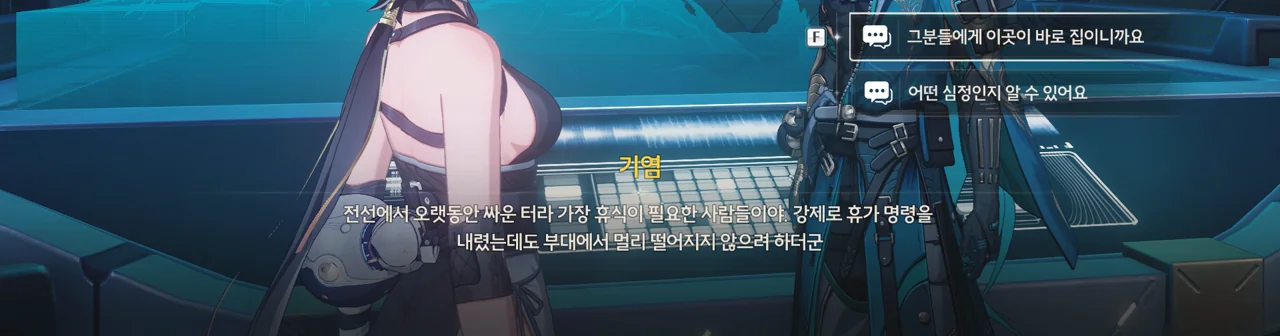 F
그분들에게 이곳이 바로 집이니까요
어떤 심정인지 알 수 있어요
거염
전선에서 오랫동안 싸운 터라 가장 휴식이 필요한 사람들이야. 강제로 휴가 명령을
내렸는데도 부대에서 멀리 떨어지지 않으려 하더군